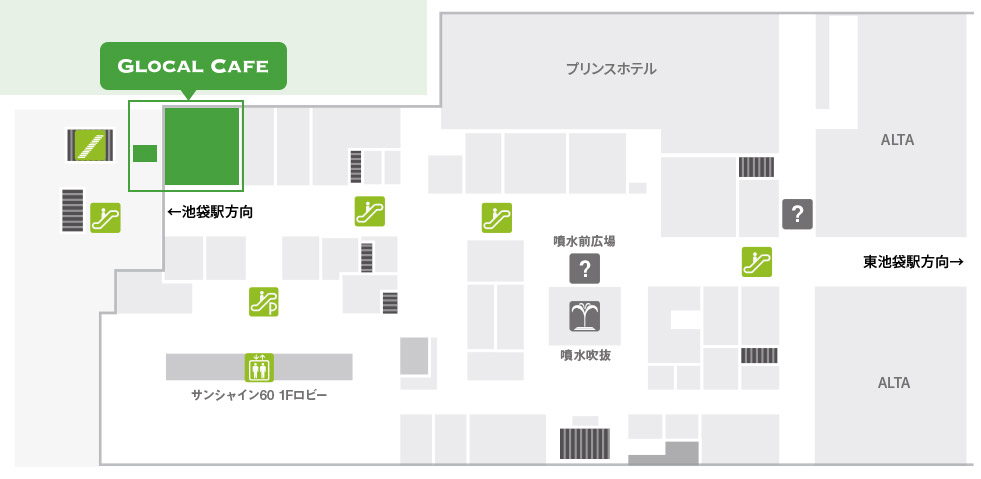 プリンスホテル
GLOCAL CAFE
ALTA
←池袋駅方向
?
噴水前広場
東池袋駅方向→
?
P
噴水吹抜
サンシャイン60 1Fロビー
ALTA